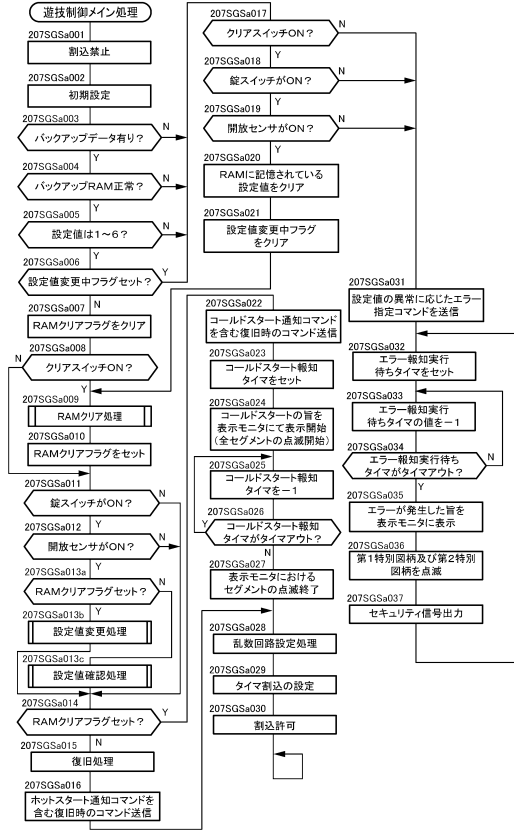 遊技制御メイン処理
207SGSa001
割込禁止
207SGSa002
初期設定
207SGSa003
バックアップデータ有り？
N
Y
207SGSa004
バックアップRAM正常？
N
Y
207SGSa005
設定値は1～6？
N
Y
207SGSa006
設定値変更中フラグセット？
Y
N
207SGSa007
RAMクリアフラグをクリア
207SGSa008
クリアスイッチON？
N
Y
207SGSa009
RAMクリア処理
207SGSa010
RAMクリアフラグをセット
207SGSa011
錠スイッチがON？
N
Y
207SGSa012
開放センサがON？
N
Y
207SGSa013a
RAMクリアフラグセット？
N
Y
207SGSa013b
設定値変更処理
207SGSa013c
設定値確認処理
207SGSa014
RAMクリアフラグセット？
Y
N
207SGSa015
復旧処理
207SGSa016
ホットスタート通知コマンドを
含む復旧時のコマンド送信
207SGSa017
クリアスイッチON？
N
Y
207SGSa018
錠スイッチがON？
N
Y
207SGSa019
開放センサがON？
N
Y
207SGSa020
RAMに記憶されている
設定値をクリア
207SGSa021
設定値変更中フラグ
をクリア
207SGSa022
コールドスタート通知コマンド
を含む復旧時のコマンド送信
207SGSa023
コールドスタート報知
タイマをセット
207SGSa024
コールドスタートの旨を
表示モニタにて表示開始
（全セグメントの点滅開始）
207SGSa025
コールドスタート報知
タイマを－1
207SGSa026
コールドスタート報知
タイマがタイマアウト？
Y
N
207SGSa027
表示モニタにおける
セグメントの点滅終了
207SGSa028
乱数回路設定処理
207SGSa029
タイマ割込の設定
207SGSa030
割込許可
207SGSa031
設定値の異常に応じたエラー
指定コマンドを送信
207SGSa032
エラー報知実行
待ちタイマをセット
207SGSa033
エラー報知実行
待ちタイマの値を－1
207SGSa034
エラー報知実行待ち
タイマがタイマアウト？
N
Y
207SGSa035
エラーが発生した旨を
表示モニタに表示
207SGSa036
第1特別図柄及び第2特別
図柄を点滅
207SGSa037
セキュリティ信号出力